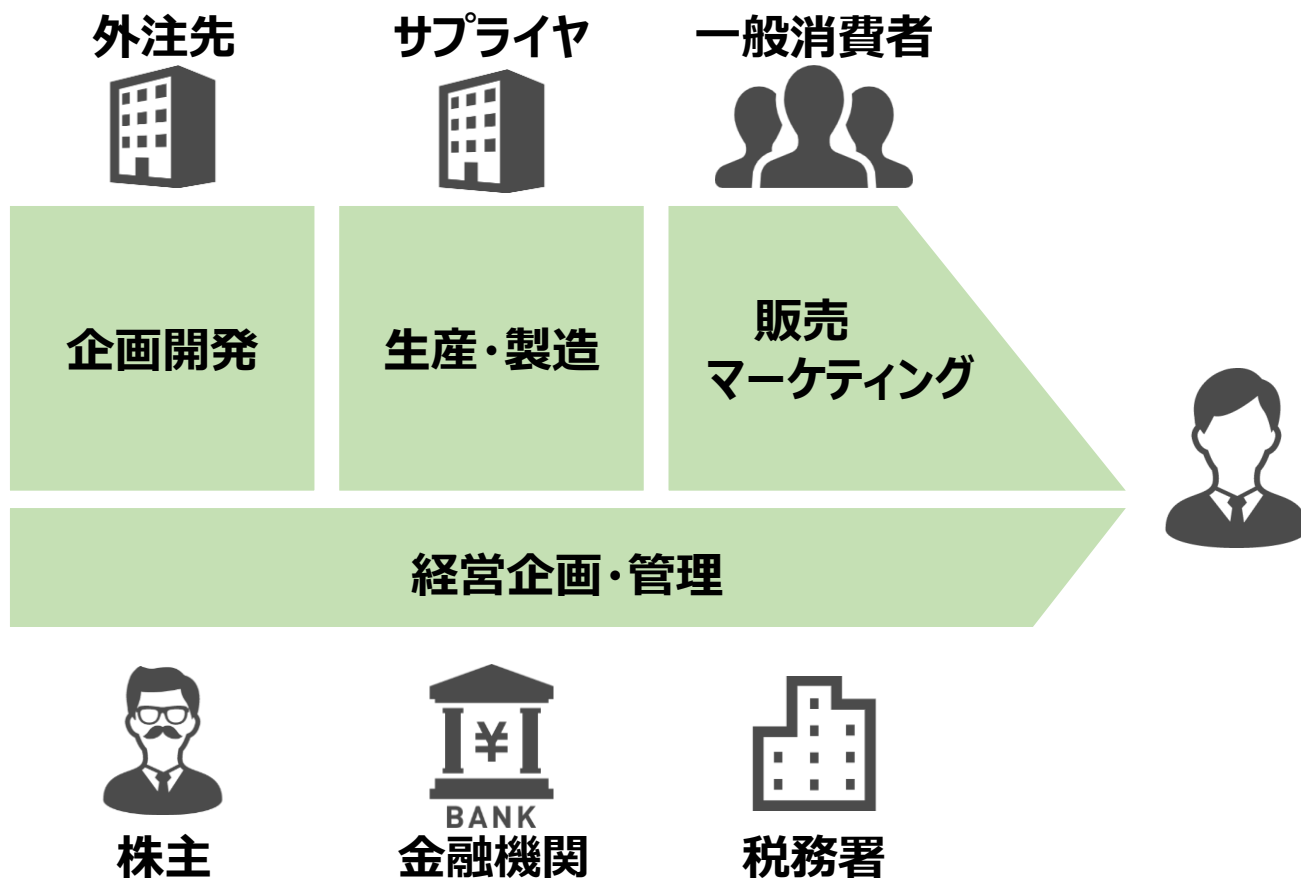 外注先
サプライヤ
一般消費者
企画開発
生産・製造
販売
マーケティング
経営企画・管理
¥
BANK
株主
金融機関
税務署